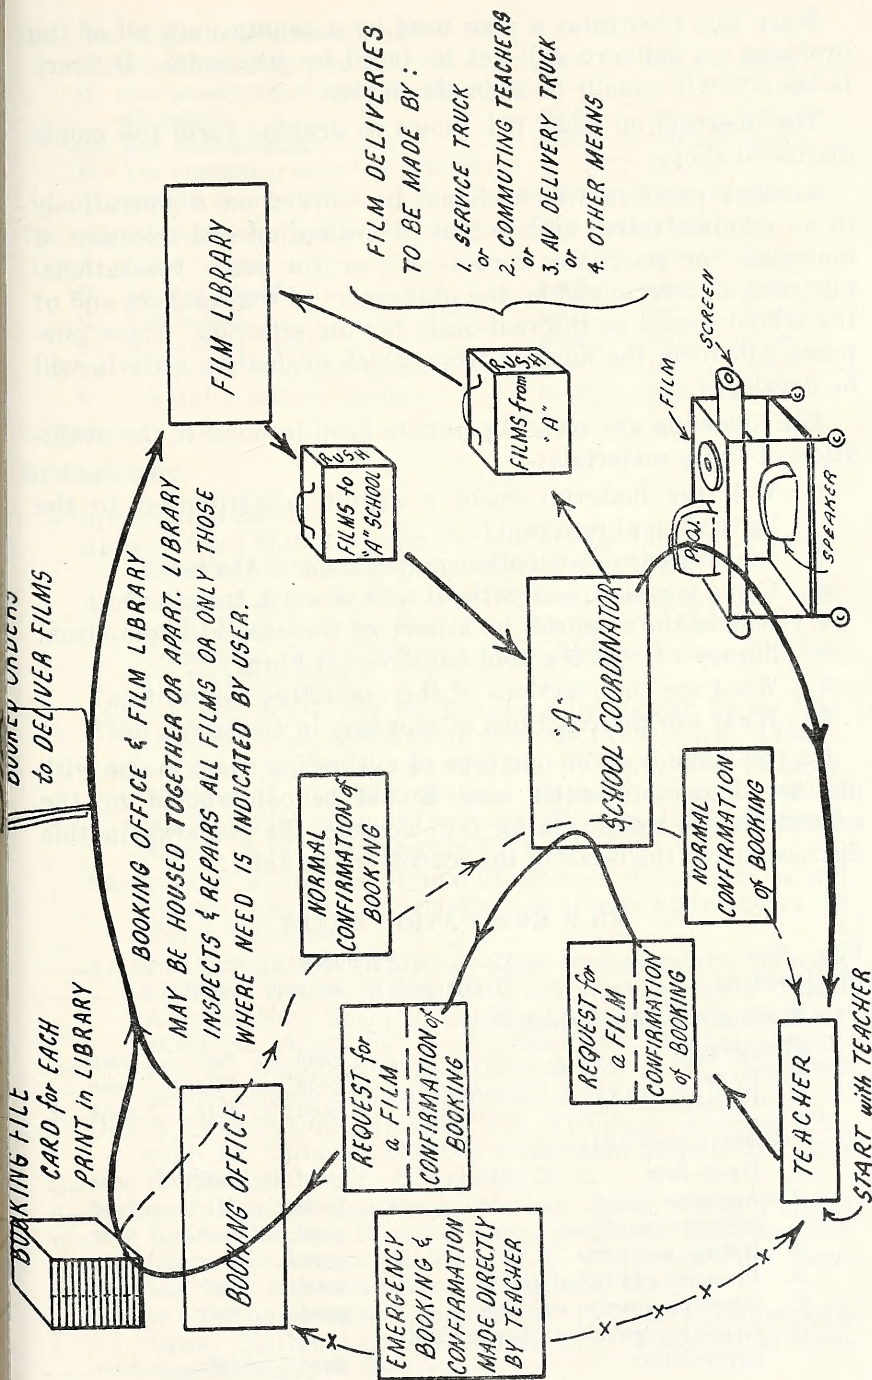 BOOKING FILE
CARD for EACH
PRINT in LIBRARY
ORDERS
to DELIVER FILMS
BOOKING OFFICE & FILM LIBRARY
MAY BE HOUSED TOGETHER OR APART. LIBRARY
INSPECTS & REPAIRS ALL FILMS OR ONLY THOSE
WHERE NEED IS INDICATED BY USER.
FILM LIBRARY
FILM DELIVERIES
TO BE MADE BY:
1. SERVICE TRUCK
or
2. COMMUTING TEACHERS
or
3. AV DELIVERY TRUCK
or
4. OTHER MEANS
BOOKING OFFICE
NORMAL
CONFIRMATION of
BOOKING
FILMS to
"A" SCHOOL
RUSH
FILMS from
"A"
RUSH
EMERGENCY
BOOKING &
CONFIRMATION
MADE DIRECTLY
BY TEACHER
REQUEST for
a FILM
CONFIRMATION of
BOOKING
"A"
SCHOOL COORDINATOR
REQUEST for
a FILM
CONFIRMATION
of BOOKING
NORMAL
CONFIRMATION
of BOOKING
FILM
SCREEN
PROJ.
SPEAKER
TEACHER
START with TEACHER